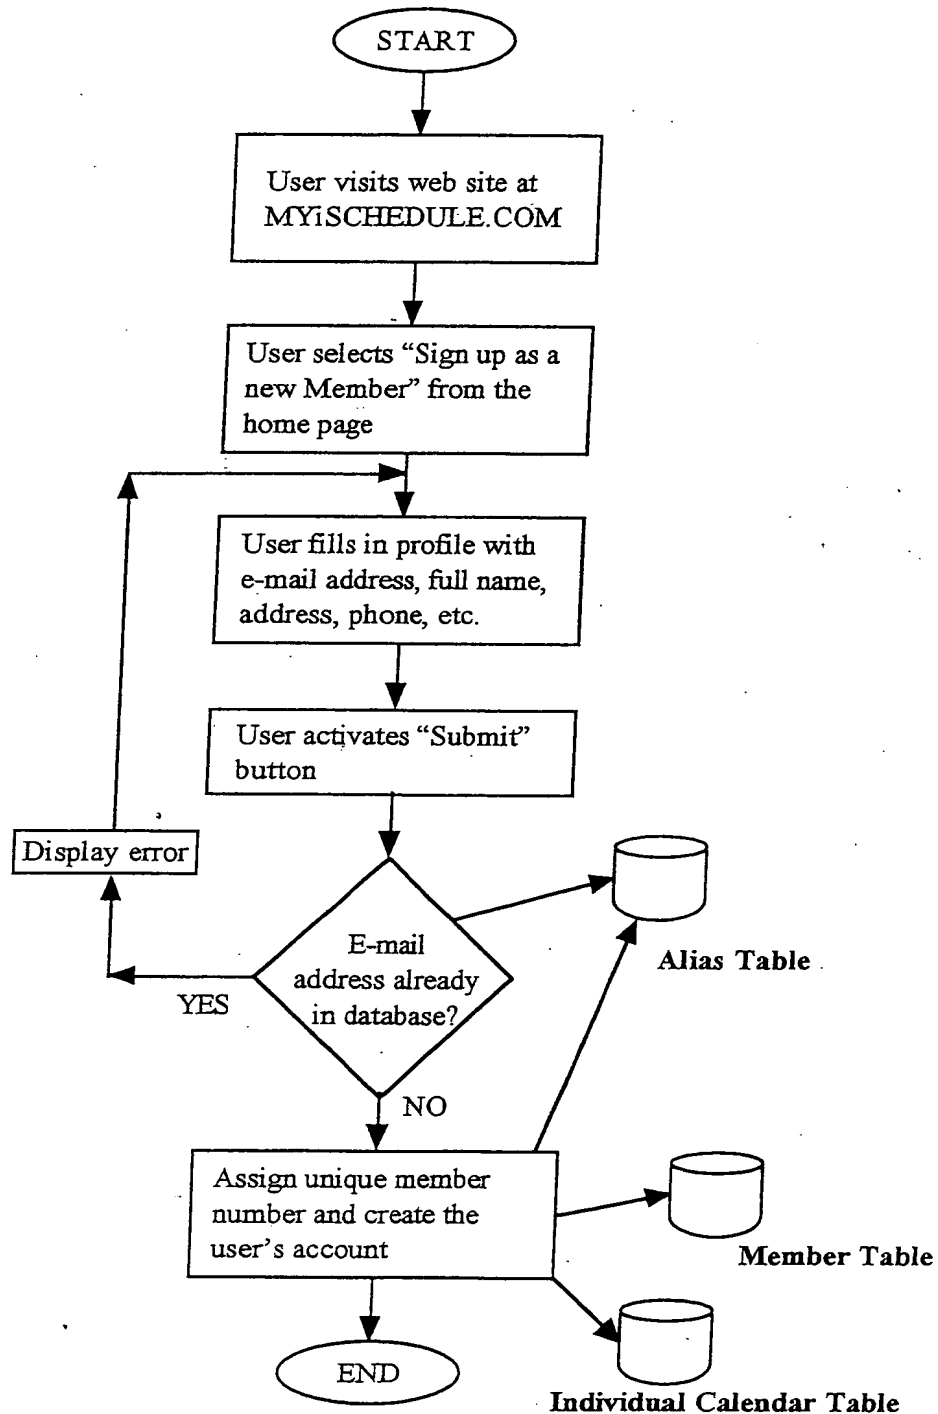 START
User visits web site at
MYiSCHEDULE.COM
User selects “Sign up as a
new Member” from the
home page
User fills in profile with
e-mail address, full name,
address, phone, etc.
User activates “Submit”
button
Display error
E-mail
address already
in database?
Alias Table
YES
NO
Assign unique member
number and create the
user’s account
Member Table
END
Individual Calendar Table